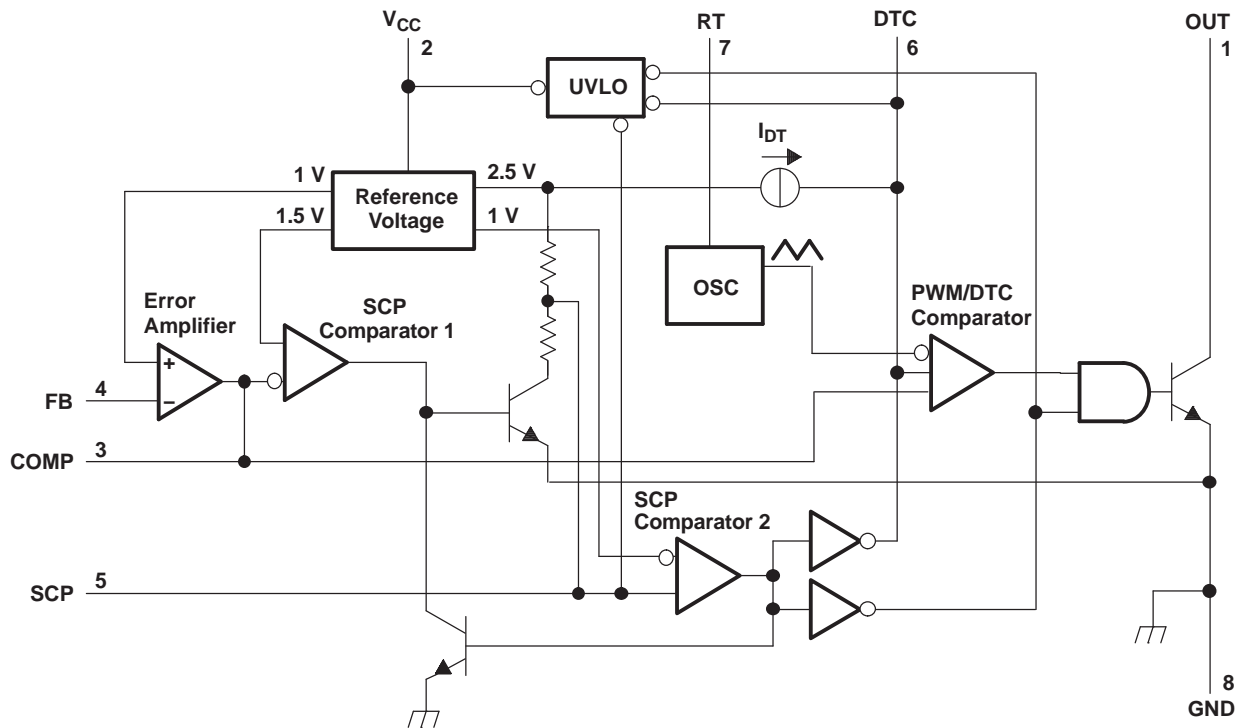 VCC
2
RT
7
DTC
6
OUT
1
UVLO
IDT
1 V
2.5 V
Reference
Voltage
1.5 V
1 V
OSC
Error
Amplifier
SCP
Comparator 1
PWM/DTC
Comparator
+
−
FB
4
COMP
3
SCP
Comparator 2
SCP
5
8
GND